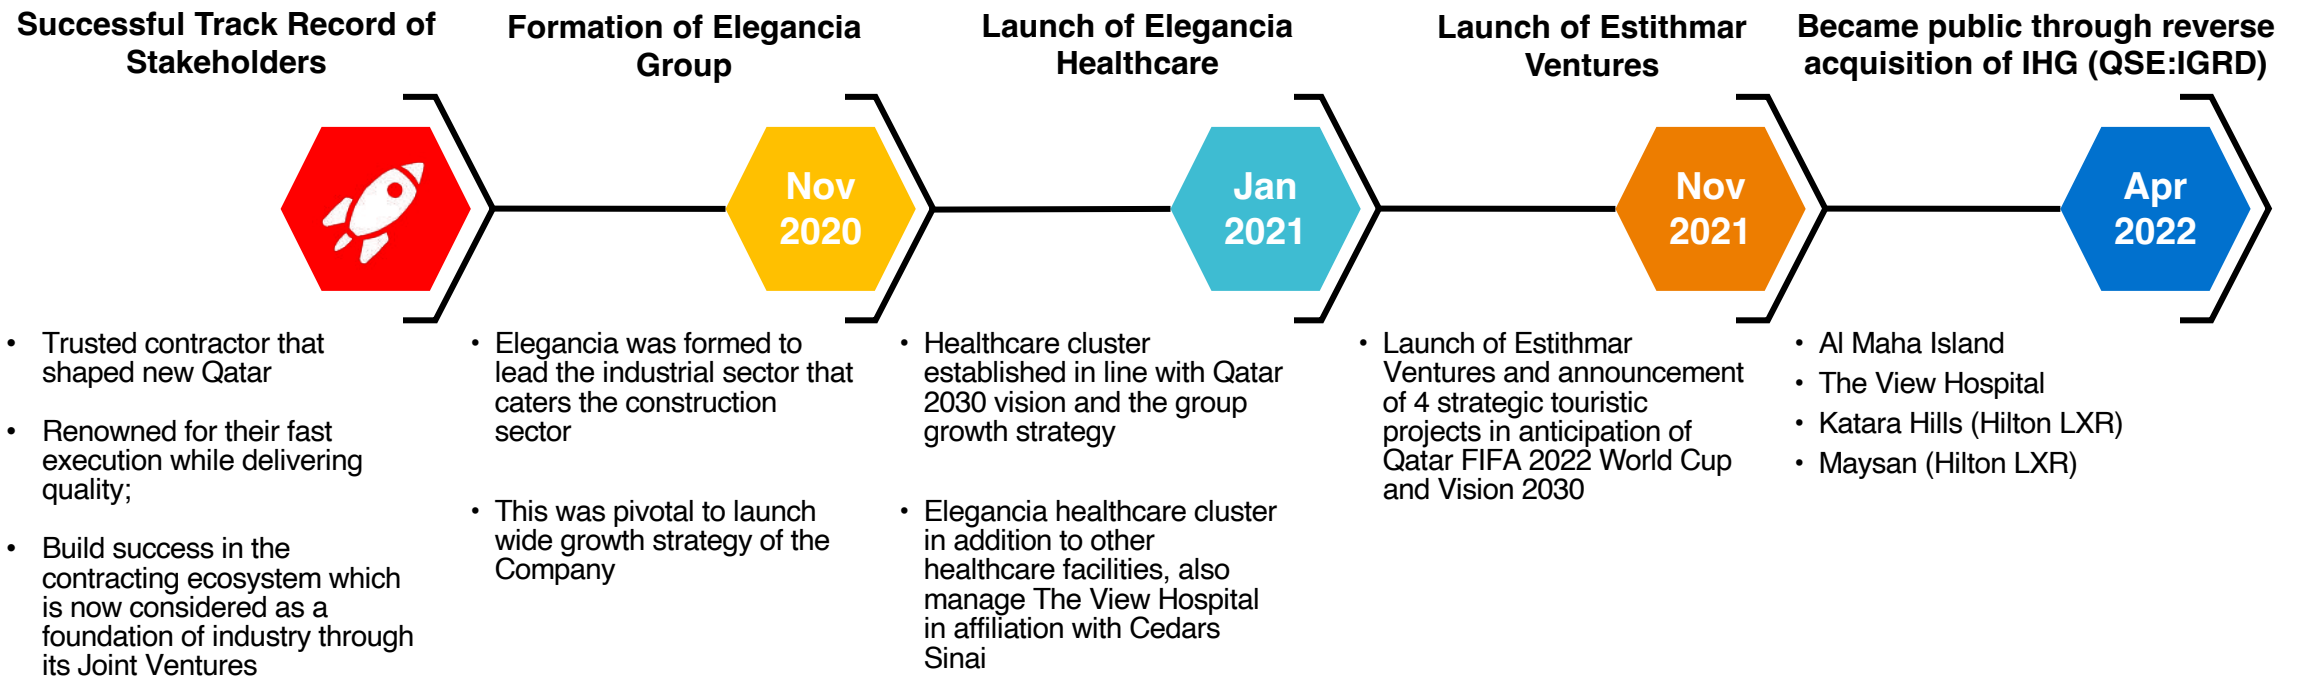 Successful Track Record of
Stakeholders
• Trusted contractor that
shaped new Qatar
• Renowned for their fast
execution while delivering
quality;
• Build success in the
contracting ecosystem which
is now considered as a
foundation of industry through
its Joint Ventures
Formation of Elegancia
Group
Nov
2020
• Elegancia was formed to
lead the industrial sector that
caters the construction
sector
• This was pivotal to launch
wide growth strategy of the
Company
Launch of Elegancia
Healthcare
Jan
2021
• Healthcare cluster
established in line with Qatar
2030 vision and the group
growth strategy
• Elegancia healthcare cluster
in addition to other
healthcare facilities, also
manage The View Hospital
in affiliation with Cedars
Sinai
Launch of Estithmar
Ventures
Nov
2021
• Launch of Estithmar
Ventures and announcement
of 4 strategic touristic
projects in anticipation of
Qatar FIFA 2022 World Cup
and Vision 2030
Became public through reverse
acquisition of IHG (QSE:IGRD)
Apr
2022
• Al Maha Island
• The View Hospital
• Katara Hills (Hilton LXR)
• Maysan (Hilton LXR)